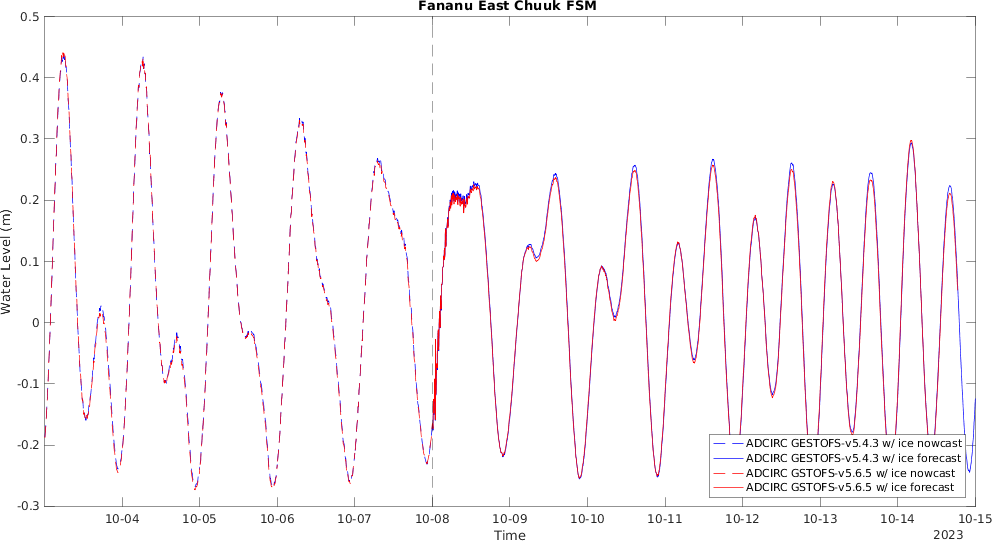 Fananu East Chuuk FSM
0.5
0.4
0.3
0.2
0.1
0
-0.1
-0.2
-0.3
Water Level (m)
ADCIRC GESTOFS-v5.4.3 w/ ice nowcast
ADCIRC GESTOFS-v5.4.3 w/ ice forecast
ADCIRC GSTOFS-v5.6.5 w/ ice nowcast
ADCIRC GSTOFS-v5.6.5 w/ ice forecast
10-04 10-05 10-06 10-07 10-08 10-09 10-10 10-11 10-12 10-13 10-14 10-15
Time
2023